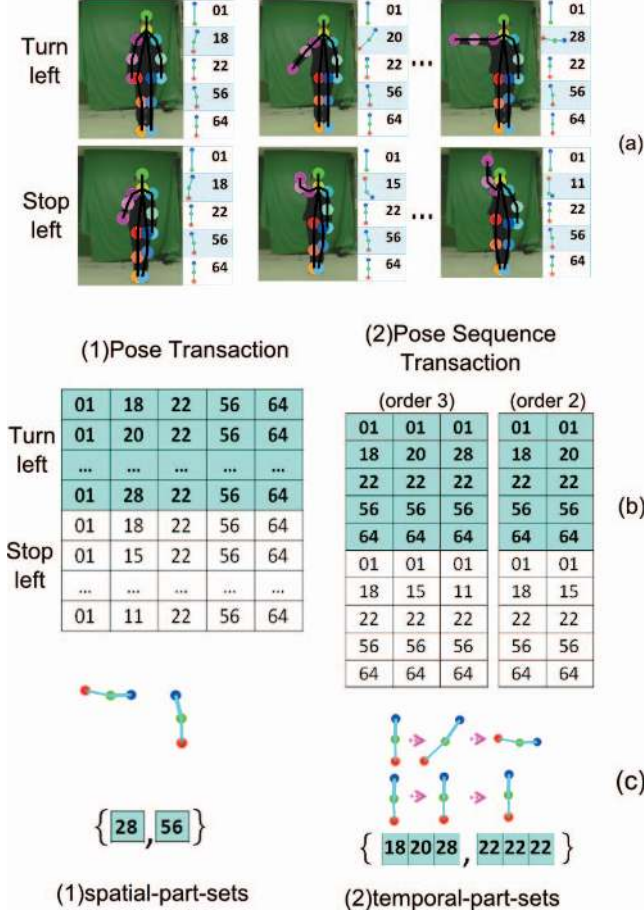 Turn left
01 01 01
18 20 28
22 22 22
56 ... 56 56
64 64 64
(a)
Stop left
01 01 01
18 15 11
22 22 22
56 ... 56 56
64 64 64
(1)Pose Transaction
(2)Pose Sequence
Transaction
(order 3) (order 2)
Turn left
01 18 22 56 64
01 20 22 56 64
... ... ... ... ...
01 28 22 56 64
Stop left
01 18 22 56 64
01 15 22 56 64
... ... ... ... ...
01 11 22 56 64
01 01 01 01 01
18 20 28 18 20
22 22 22 22 22
56 56 56 56 56
64 64 64 64 64
01 01 01 01 01
18 15 11 18 15
22 22 22 22 22
56 56 56 56 56
64 64 64 64 64
(b)
(c)
{ 28 , 56 }
{ 18 20 28 , 22 22 22 }
(1)spatial-part-sets
(2)temporal-part-sets